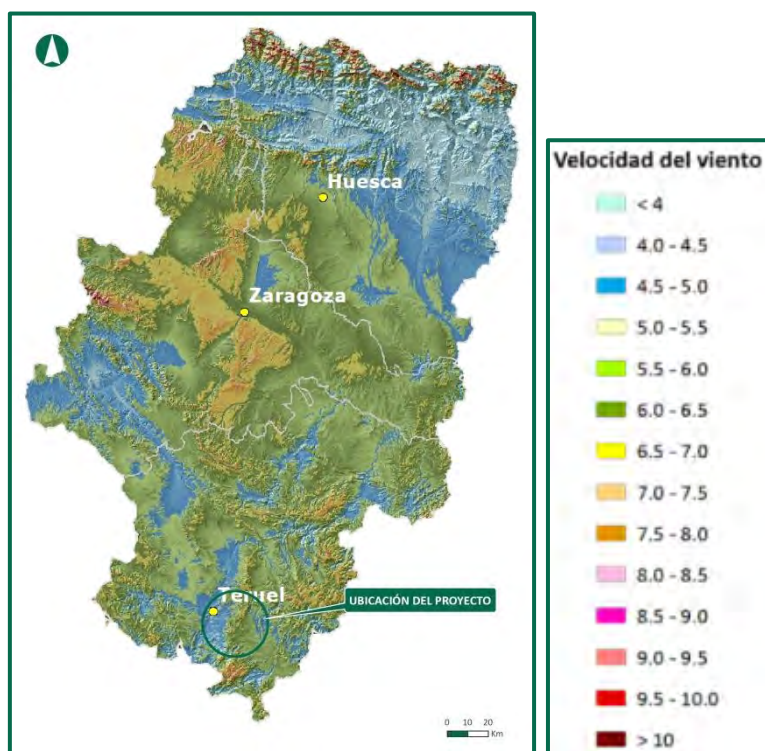 Huesca
Zaragoza
Teruel
UBICACIÓN DEL PROYECTO
0 10 20
Km
Velocidad del viento
< 4
4.0 - 4.5
4.5 - 5.0
5.0 - 5.5
5.5 - 6.0
6.0 - 6.5
6.5 - 7.0
7.0 - 7.5
7.5 - 8.0
8.0 - 8.5
8.5 - 9.0
9.0 - 9.5
9.5 - 10.0
> 10